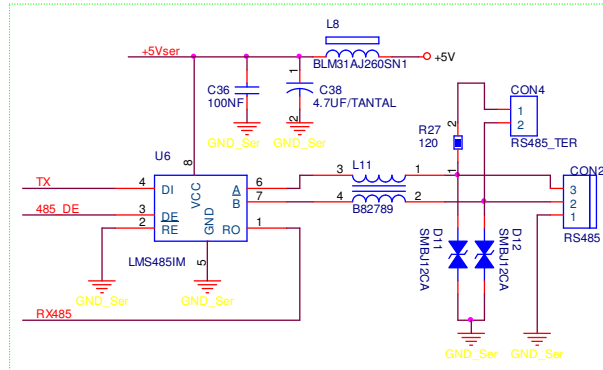 L8
+5Vser
+5V
BLM31AJ260SN1
C36
100NF
1
C38
4.7UF/TANTAL
2
GND_Ser
GND_Ser
CON4
1
2
RS485_TER
R27
120
2
1
U6
8
VCC
GND
TX
4
DI
485_DE
3
DE
2
RE
A
6
B
7
RO
1
LMS485IM
5
GND_Ser
GND_Ser
RX485
L11
3
1
4
2
B82789
CON2
3
2
1
RS485
D11
SMBJ12CA
D12
SMBJ12CA
GND_Ser
GND_Ser